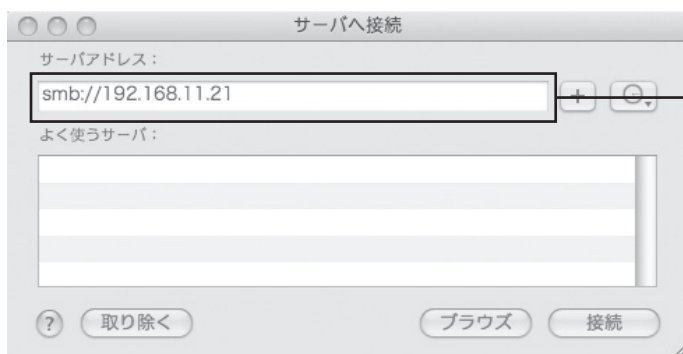 サーバへ接続
サーバアドレス：
smb://192.168.11.21
+
よく使うサーバ：
?
取り除く
ブラウズ
接続